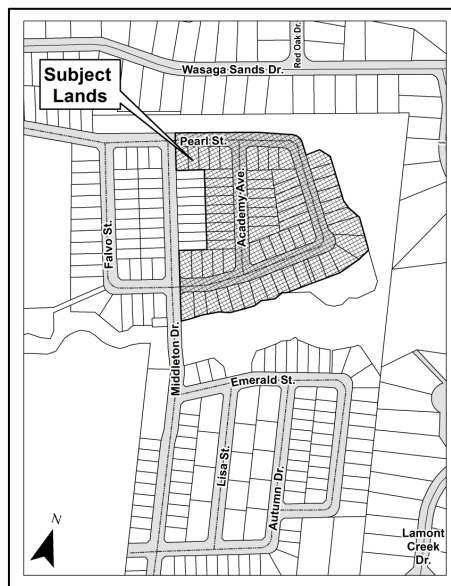 Red Oak Dr.
Wasaga Sands Dr.
Subject
Lands
Pearl St.
Academy Ave.
Falvo St.
Middleton Dr.
Emerald St.
Lisa St.
Autumn Dr.
N
Lamont
Creek
Dr.